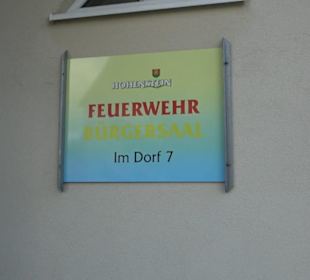 HOHENSTEIN
FEUERWEHR
BÜRGERSAAL
Im Dorf 7